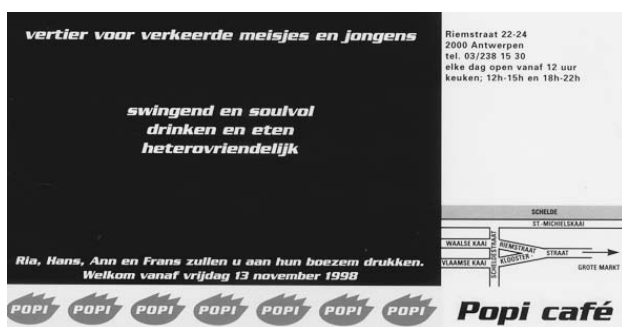 vertier voor verkeerde meisjes en jongens
swingend en soulvol
drinken en eten
heterovriendelijk
Ria, Hans, Ann en Frans zullen u aan hun boezem drukken.
Welkom vanaf vrijdag 13 november 1998
POPI POPI POPI POPI POPI POPI POPI
Riemstraat 22-24
2000 Antwerpen
tel. 03/238 15 30
elke dag open vanaf 12 uur
keuken; 12h-15h en 18h-22h
SCHELDE
ST.-MICHIELSKAAI
WAALSE KAAI
RIEMSTRAAT
KLOOSTER-
STRAAT
VLAAMSE KAAI
SCHELDESTRAAT
GROTE MARKT
Popi café